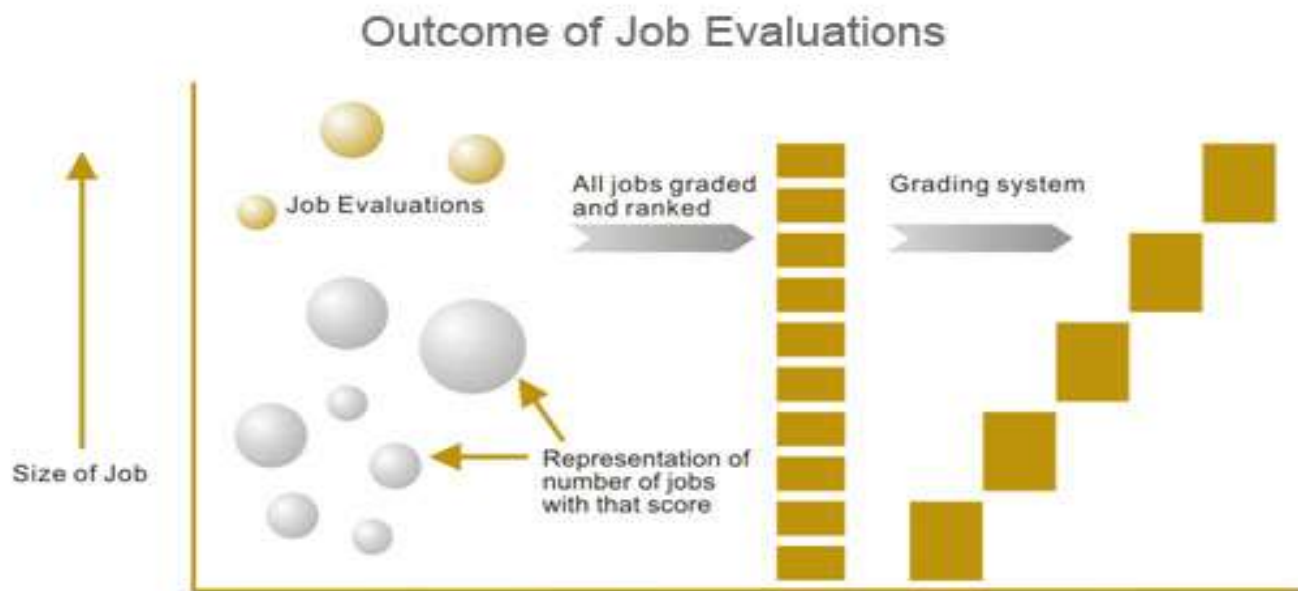 Outcome of Job Evaluations
Job Evaluations
All jobs graded
and ranked
Grading system
Size of Job
Representation of
number of jobs
with that score